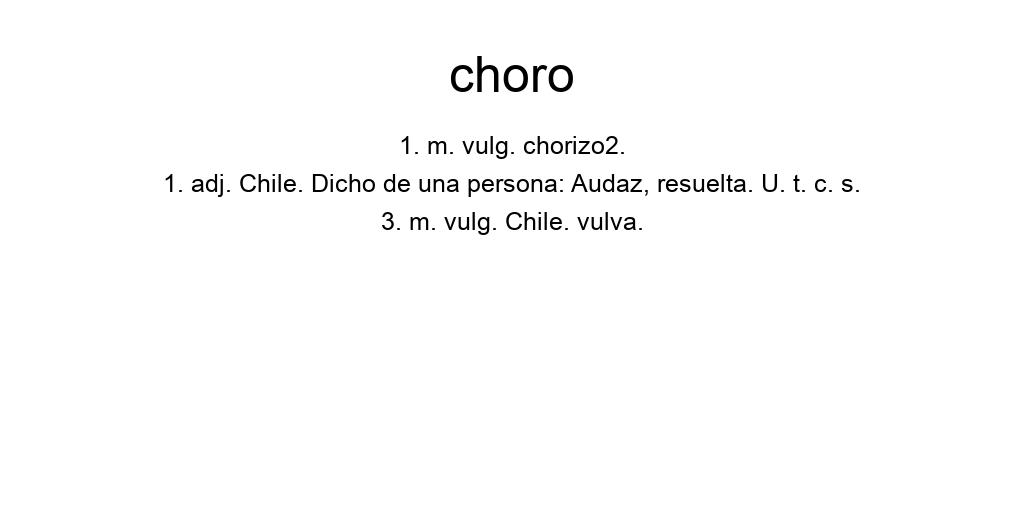 choro
1. m. vulg. chorizo2.
1. adj. Chile. Dicho de una persona: Audaz, resuelta. U. t. c. s.
3. m. vulg. Chile. vulva.